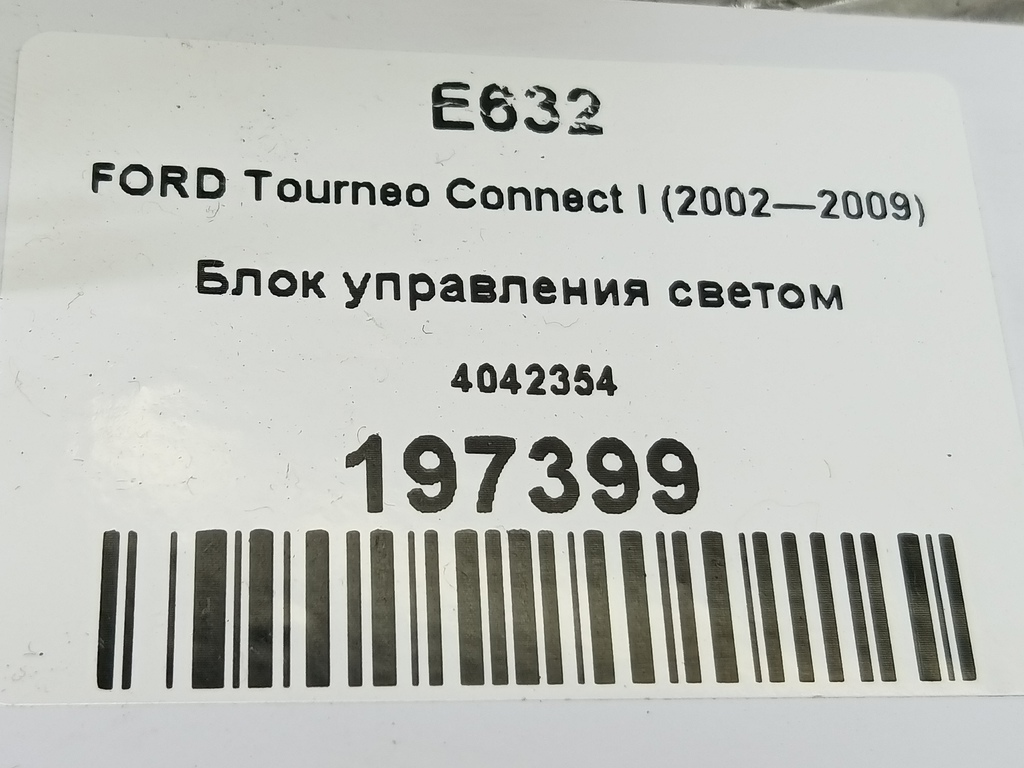 E632
FORD Tourneo Connect I (2002—2009)
Блок управления светом
4042354
197399